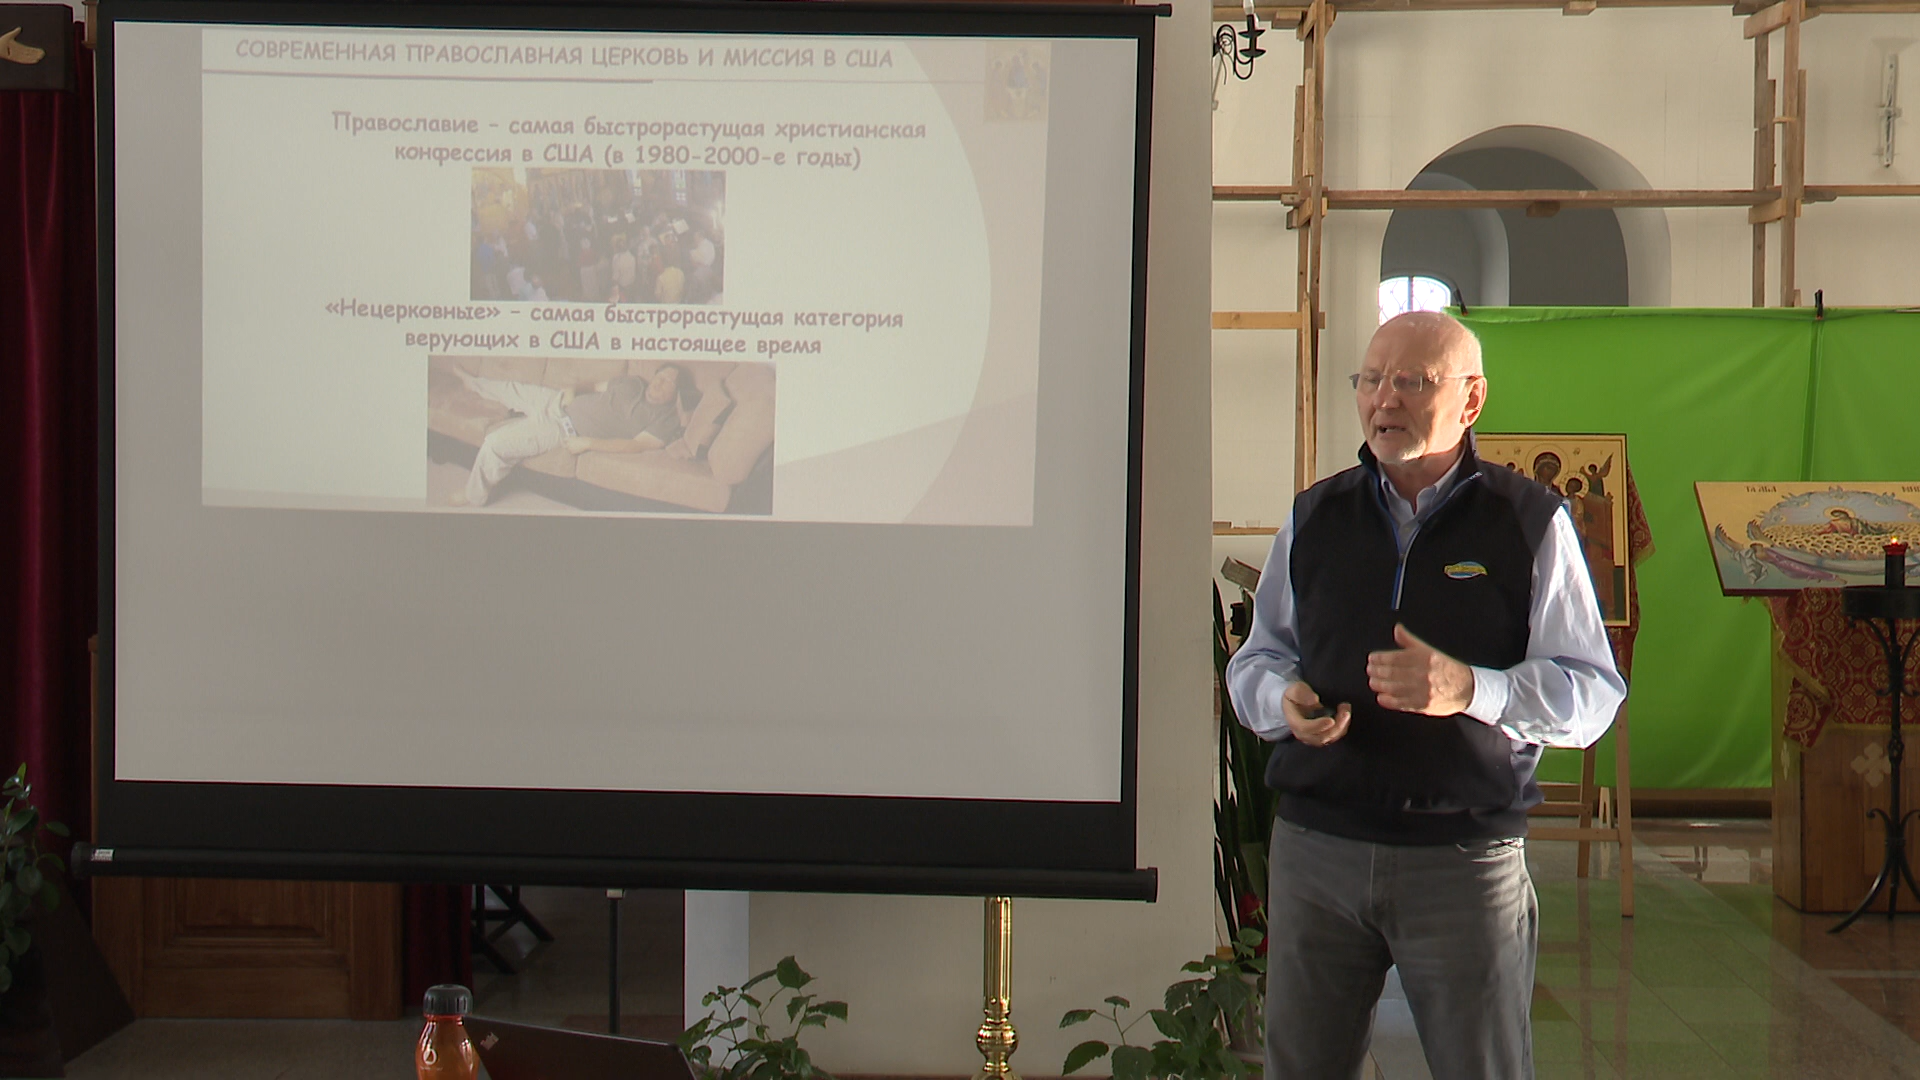 СОВРЕМЕННАЯ ПРАВОСЛАВНАЯ ЦЕРКОВЬ И МИССИЯ В США
Православие – самая быстрорастущая христианская
конфессия в США (в 1980-2000-е годы)
«Нецерковные» – самая быстрорастущая категория
верующих в США в настоящее время